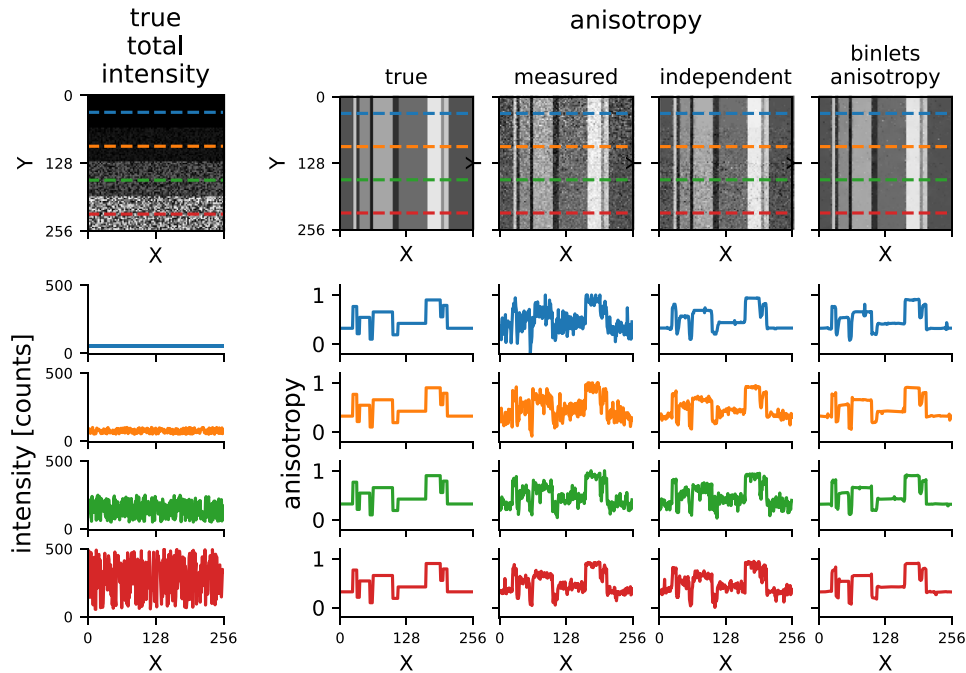 true
total
intensity
anisotropy
true
measured
independent
binlets
anisotropy
0
128
256
Y
X
0
128
256
Y
X
Y
X
Y
X
X
500
0
500
0
500
0
500
0
intensity [counts]
0
128
256
X
1
0
1
0
1
0
1
0
anisotropy
0
128
256
X
0
128
256
X
0
128
256
X
0
128
256
X